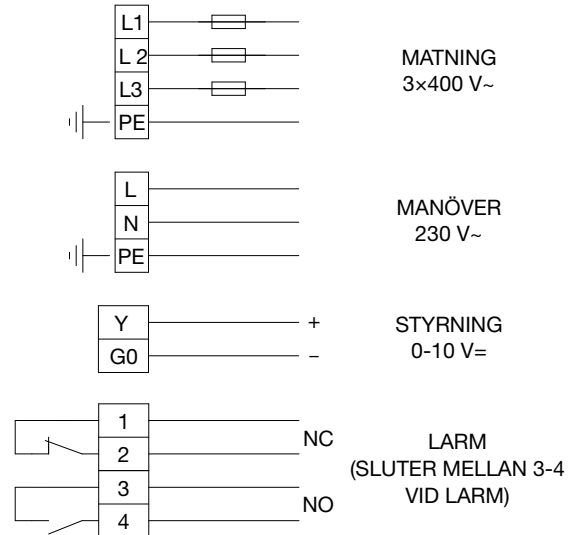 L1
L 2
L3
PE
MATNING
3×400 V~
L
N
PE
MANÖVER
230 V~
Y
G0
+
–
STYRNING
0-10 V=
1
2
3
4
NC
NO
LARM
(SLUTER MELLAN 3-4
VID LARM)